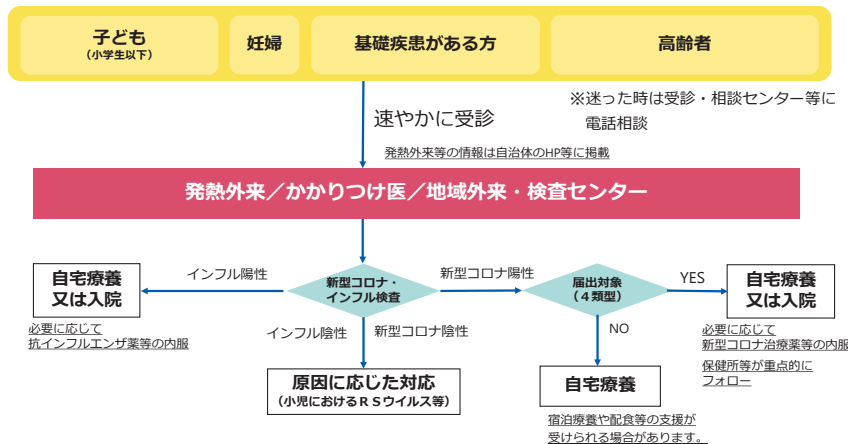 子ども
（小学生以下）
妊婦
基礎疾患がある方
高齢者
速やかに受診
※迷った時は受診・相談センター等に
電話相談
発熱外来等の情報は自治体のHP等に掲載
発熱外来／かかりつけ医／地域外来・検査センター
自宅療養
又は入院
インフル陽性
新型コロナ・
インフル検査
新型コロナ陽性
届出対象
（４類型）
YES
自宅療養
又は入院
必要に応じて
抗インフルエンザ薬等の内服
インフル陰性
新型コロナ陰性
NO
必要に応じて
新型コロナ治療薬等の内服
保健所等が重点的に
フォロー
原因に応じた対応
（小児におけるＲＳウイルス等）
自宅療養
宿泊療養や配食等の支援が
受けられる場合があります。